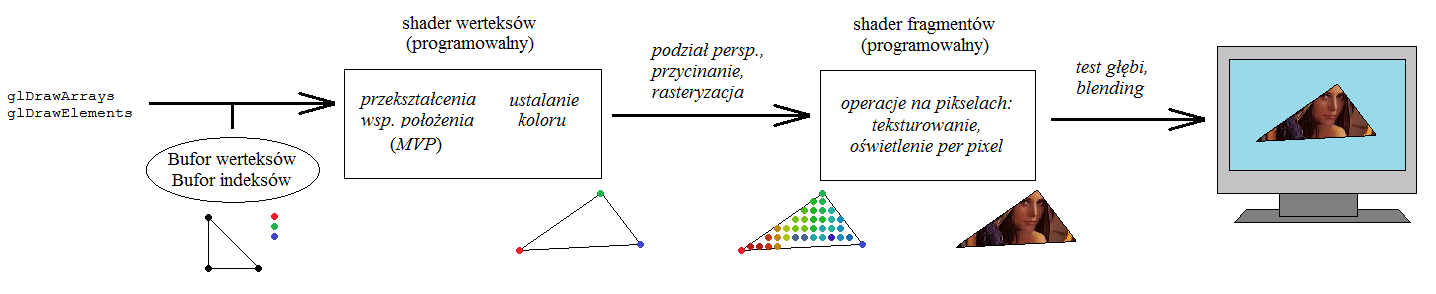 glDrawArrays
glDrawElements
Bufor werteksów
Bufor indeksów
shader werteksów
(programowalny)
przekształcenia
wsp. położenia
(MVP)
ustalanie
koloru
podział persp.,
przycinanie,
rasteryzacja
shader fragmentów
(programowalny)
operacje na pikselach:
teksturowanie,
oświetlenie per pixel
test głębi,
blending